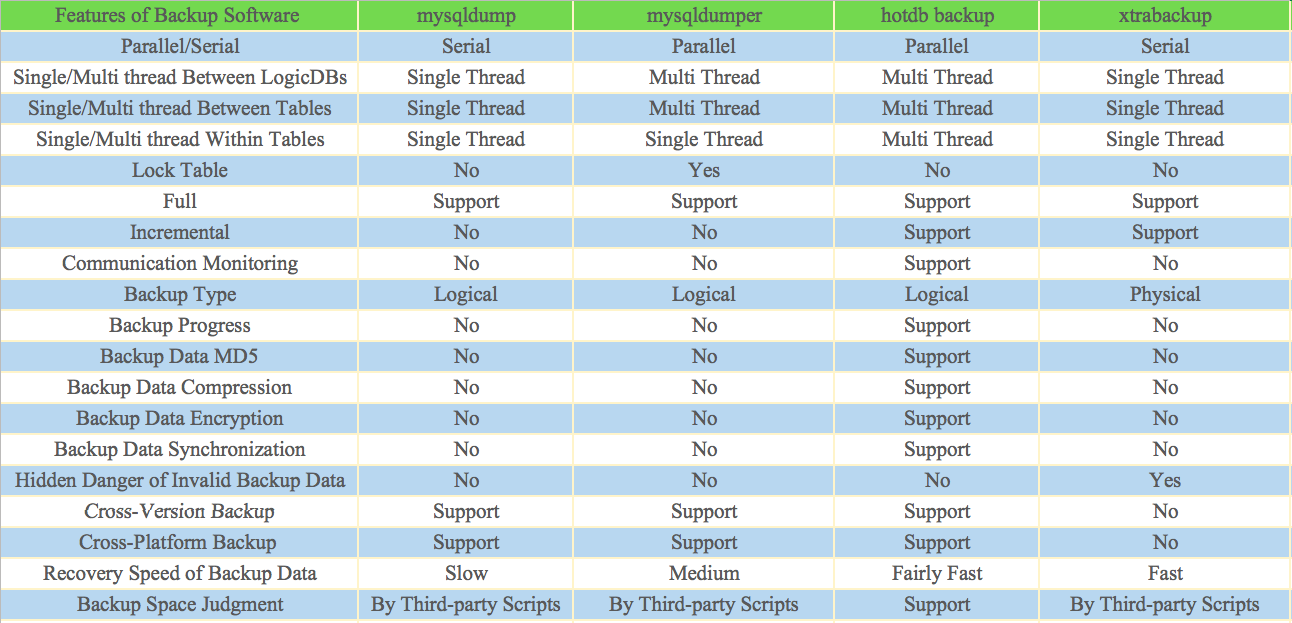 Features of Backup Software mysqldump mysqldumper hotdb backup xtrabackup
Parallel/Serial Serial Parallel Parallel Serial
Single/Multi thread Between LogicDBs Single Thread Multi Thread Multi Thread Single Thread
Single/Multi thread Between Tables Single Thread Multi Thread Multi Thread Single Thread
Single/Multi thread Within Tables Single Thread Single Thread Multi Thread Single Thread
Lock Table No Yes No No
Full Support Support Support Support
Incremental No No Support Support
Communication Monitoring No No Support No
Backup Type Logical Logical Logical Physical
Backup Progress No No Support No
Backup Data MD5 No No Support No
Backup Data Compression No No Support No
Backup Data Encryption No No Support No
Backup Data Synchronization No No Support No
Hidden Danger of Invalid Backup Data No No No Yes
Cross-Version Backup Support Support Support No
Cross-Platform Backup Support Support Support No
Recovery Speed of Backup Data Slow Medium Fairly Fast Fast
Backup Space Judgment By Third-party Scripts By Third-party Scripts Support By Third-party Scripts